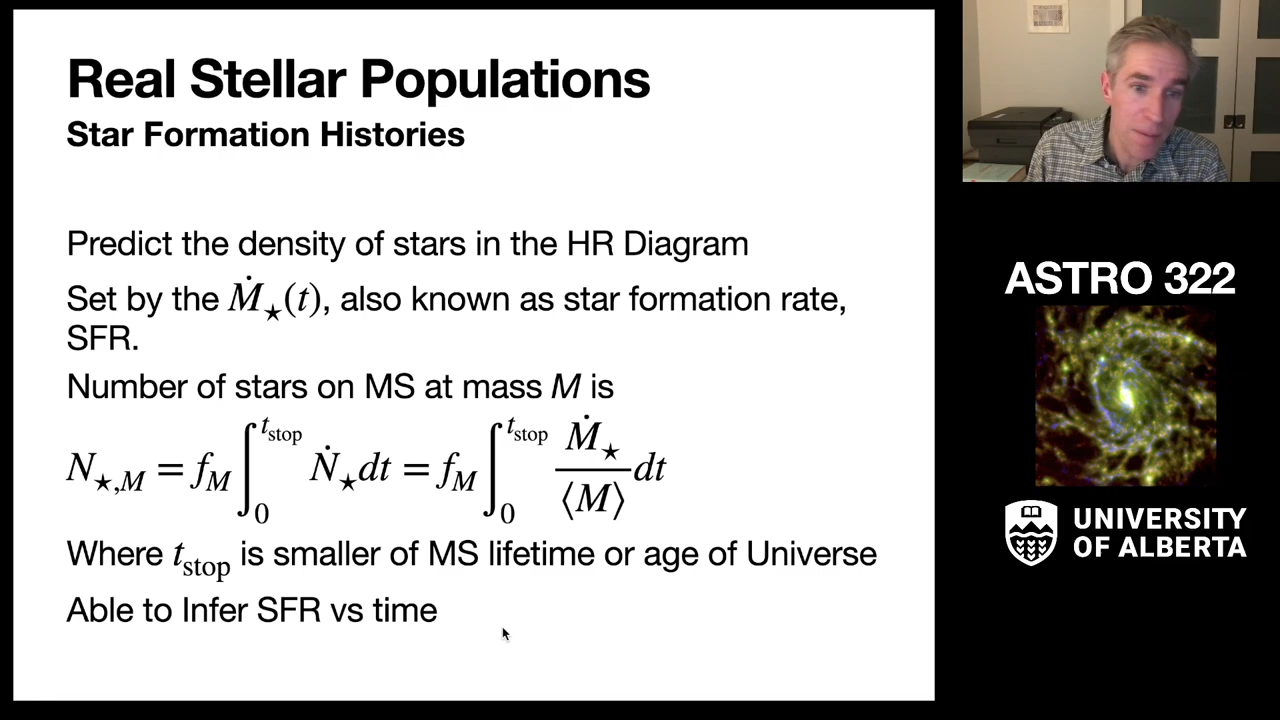 Real Stellar Populations
Star Formation Histories
Predict the density of stars in the HR Diagram
Set by the Ṁ⋆(t), also known as star formation rate,
SFR.
Number of stars on MS at mass M is
N⋆,M = f_M ∫₀^{t_stop} Ṅ⋆ dt = f_M ∫₀^{t_stop} Ṁ⋆/⟨M⟩ dt
Where t_stop is smaller of MS lifetime or age of Universe
Able to Infer SFR vs time
ASTRO 322
UNIVERSITY
OF ALBERTA